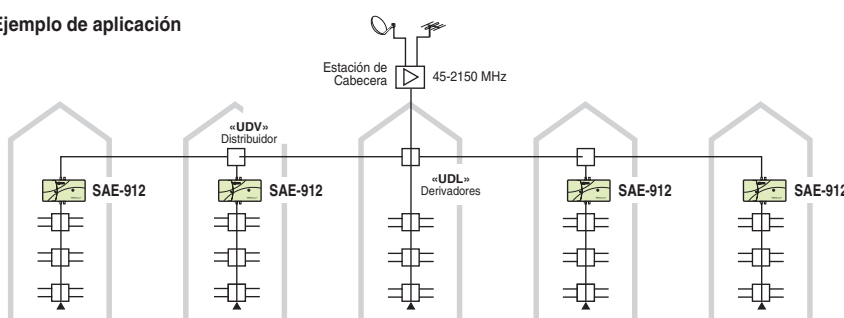 Ejemplo de aplicación
Estación de
Cabecera
45-2150 MHz
«UDV»
Distribuidor
«UDL»
Derivadores
SAE-912
SAE-912
SAE-912
SAE-912